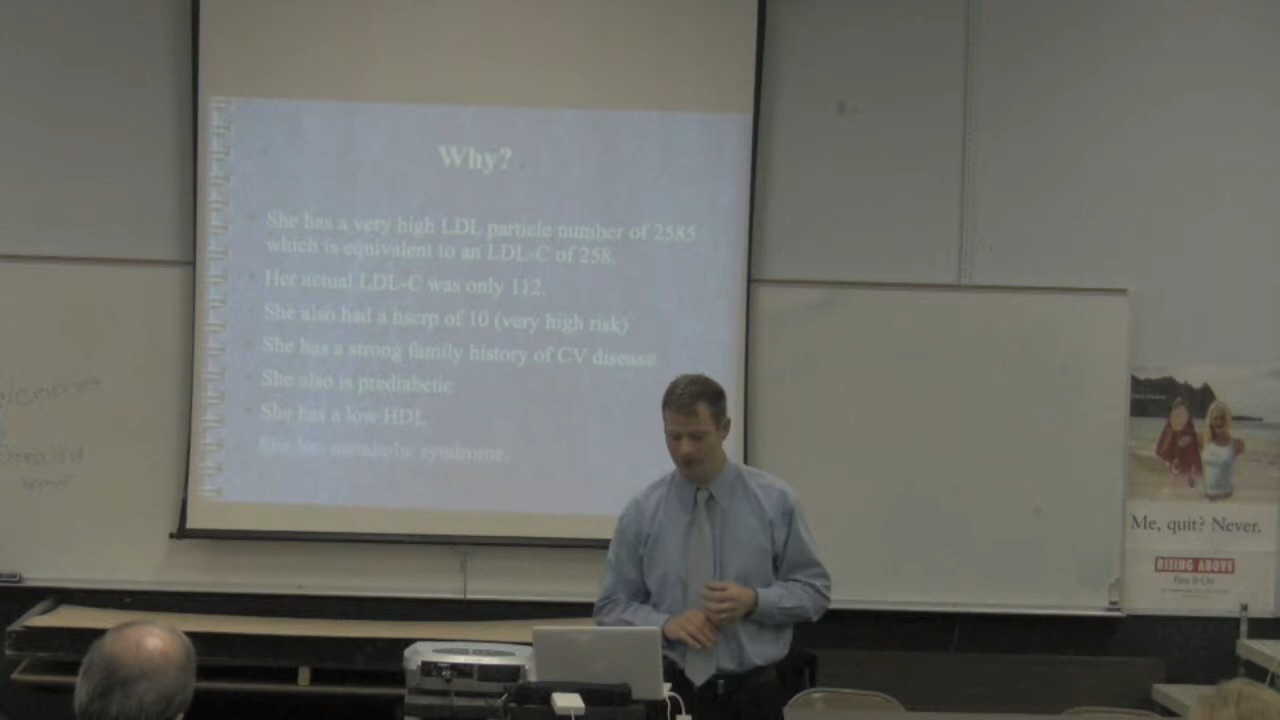 Why?
She has a very high LDL particle number of 2585
which is equivalent to an LDL-C of 258.
Her actual LDL-C was only 112.
She also had a hscrp of 10 (very high risk)
She has a strong family history of CV disease
She also is prediabetic
She has a low HDL
She has metabolic syndrome
Me, quit? Never.
RISING ABOVE